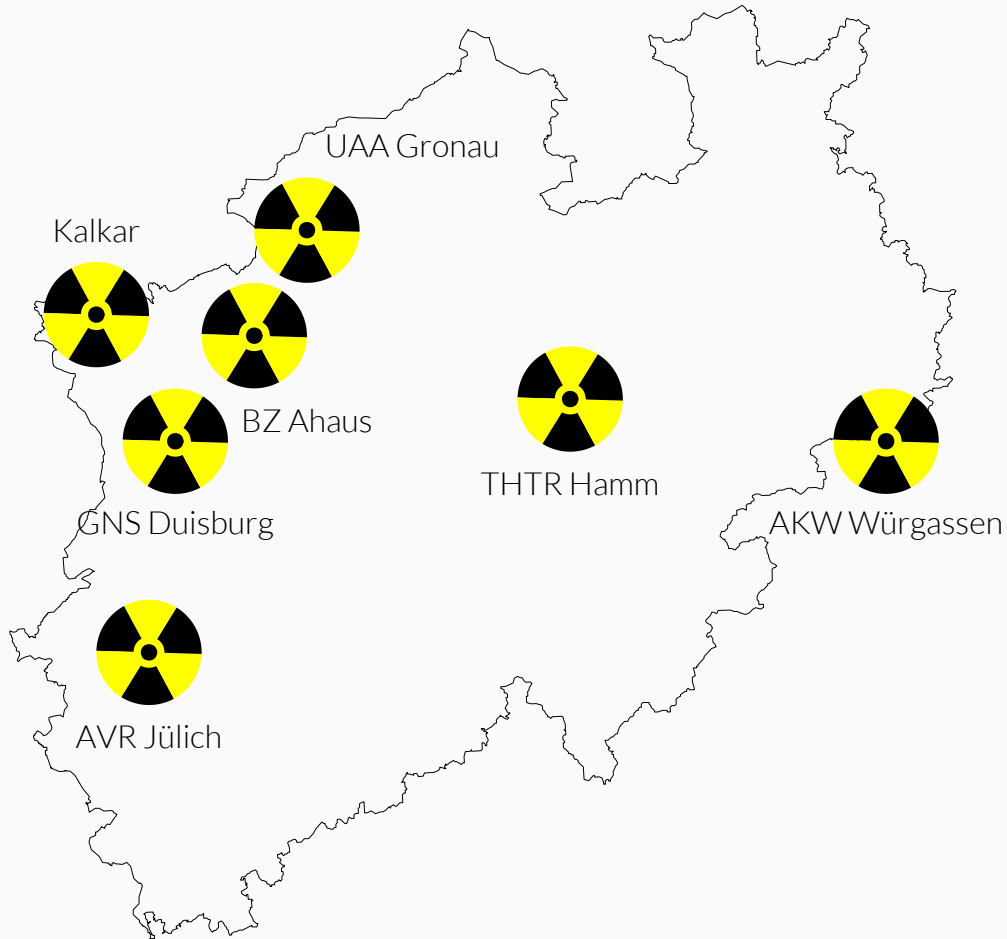 UAA Gronau
Kalkar
BZ Ahaus
THTR Hamm
GNS Duisburg
AKW Würgassen
AVR Jülich